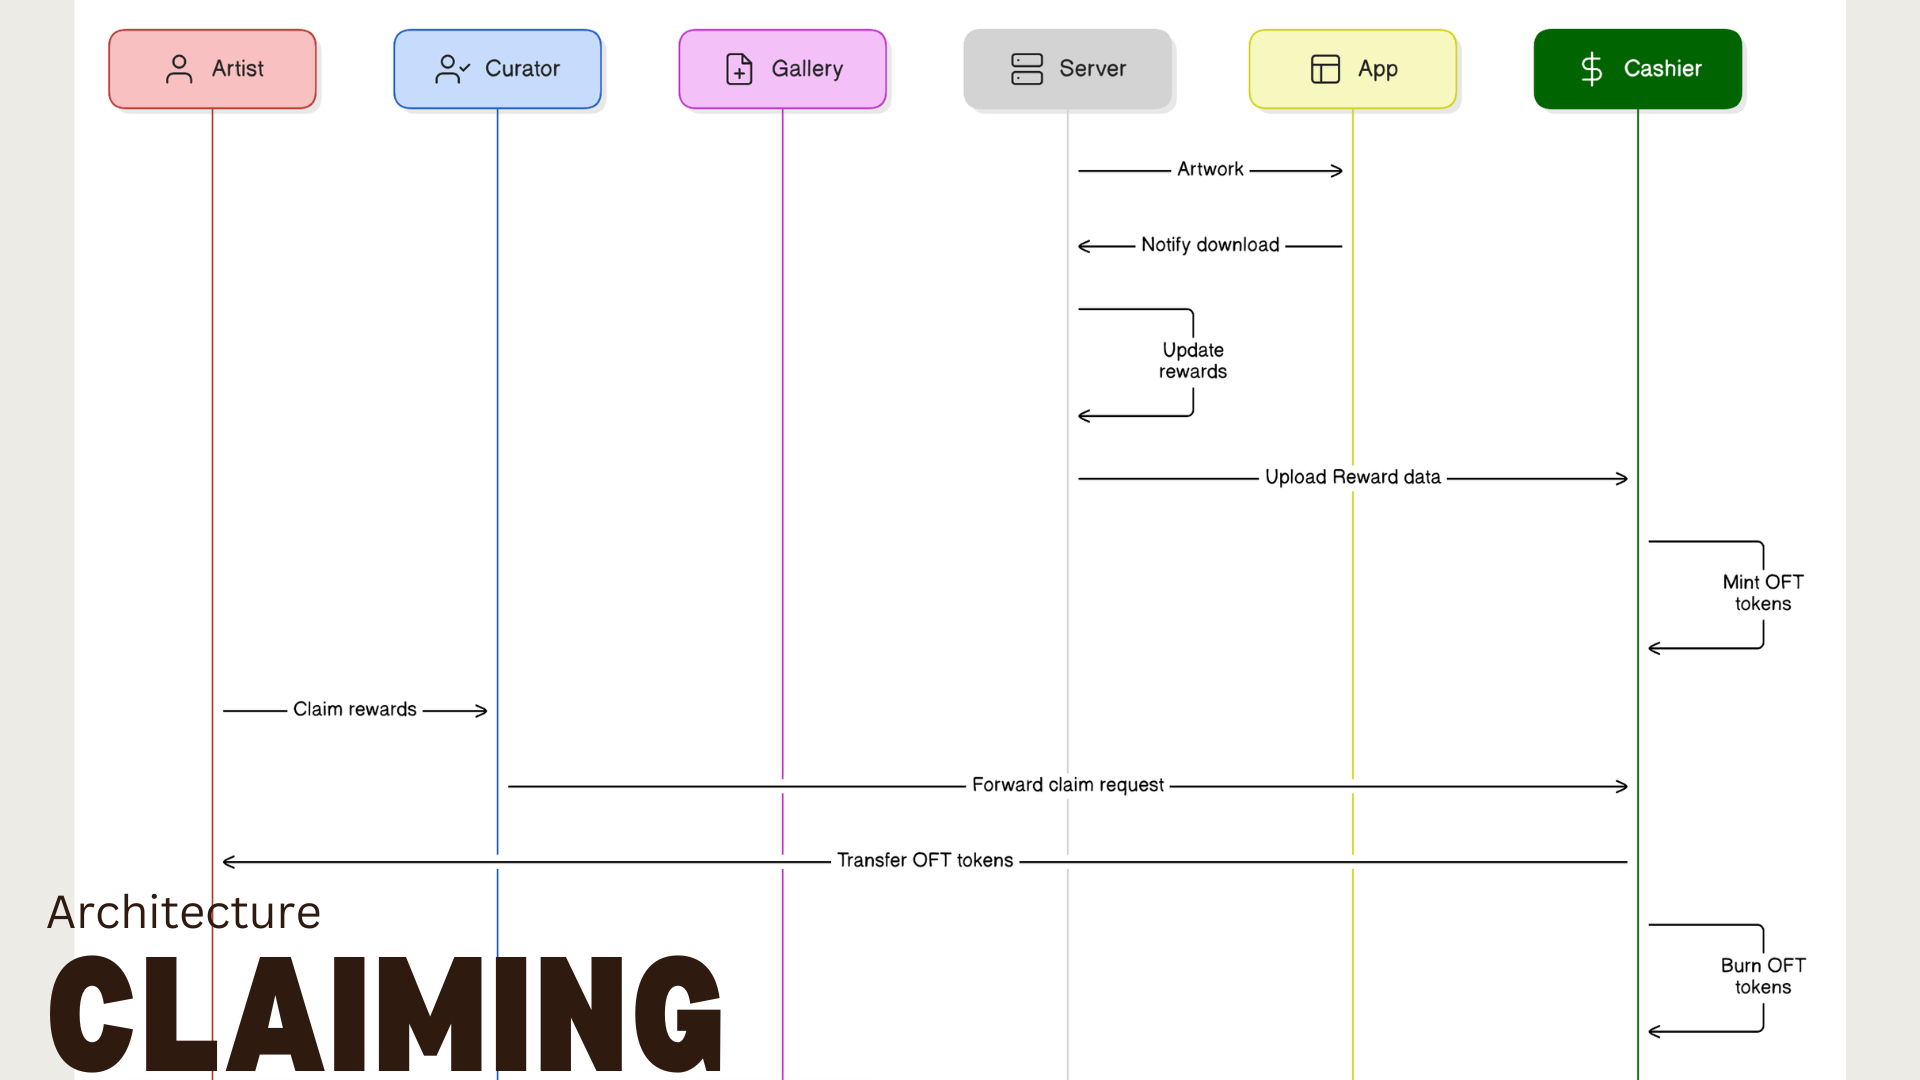 Artist
Curator
Gallery
Server
App
Cashier
Artwork
Notify download
Update
rewards
Upload Reward data
Mint OFT
tokens
Claim rewards
Forward claim request
Transfer OFT tokens
Burn OFT
tokens
Architecture
CLAIMING